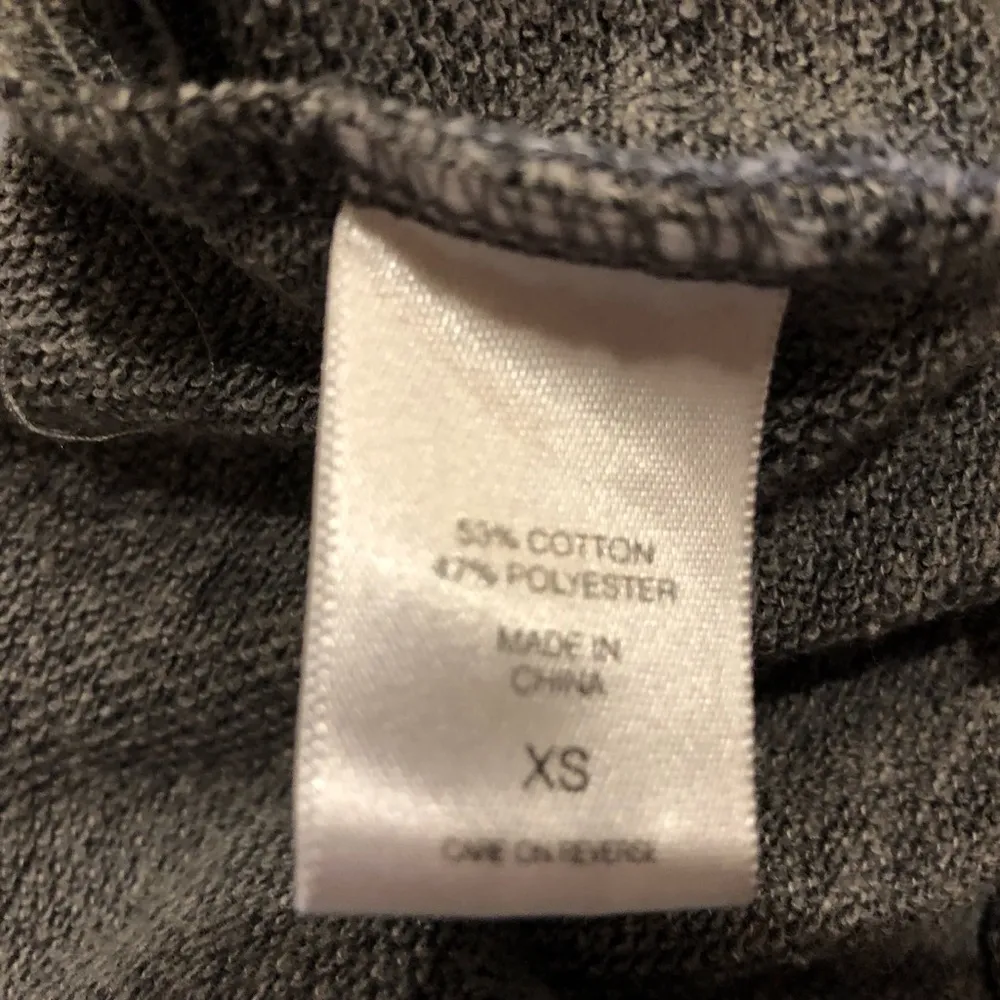 53% COTTON
47% POLYESTER
MADE IN
CHINA
XS
CARE ON REVERSE